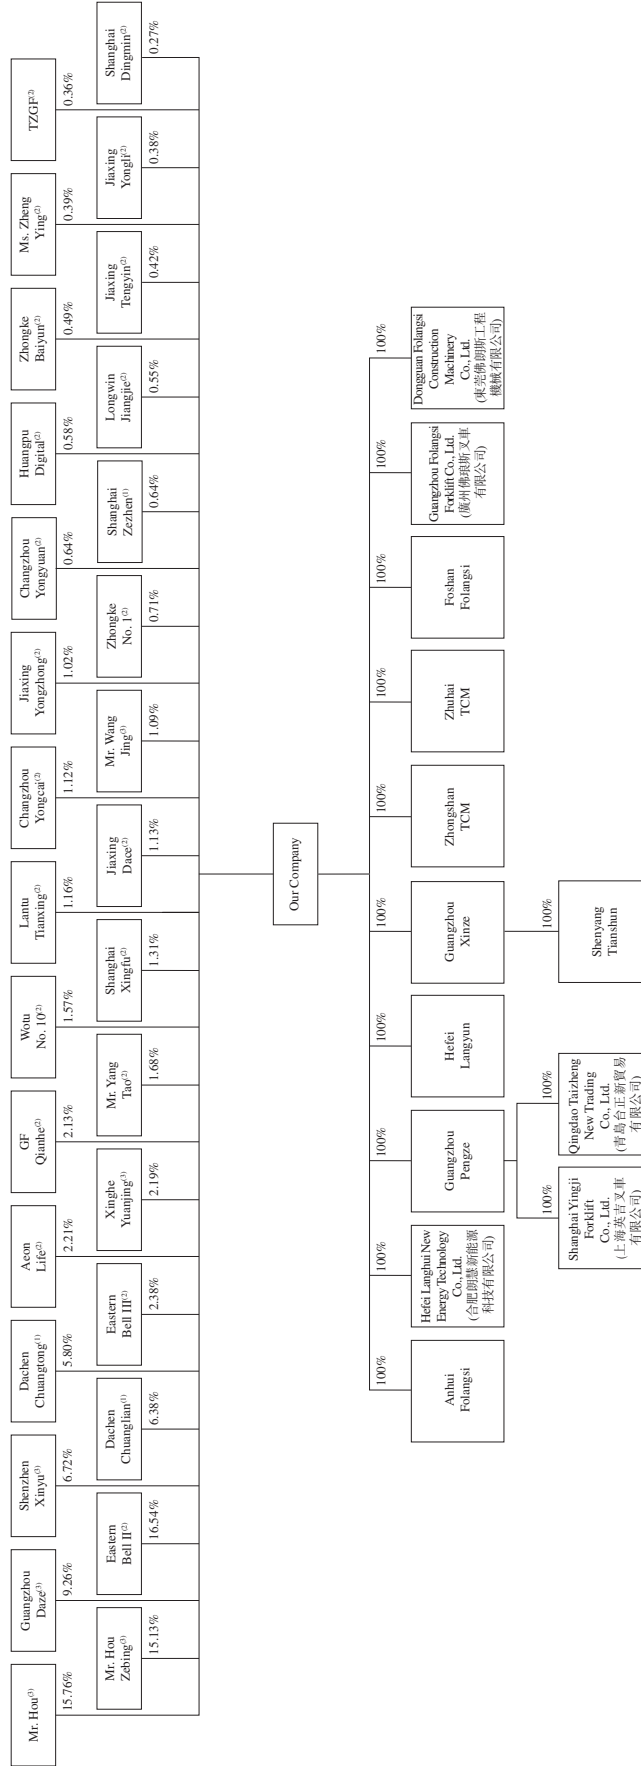 Mr. Hou(3)
15.76%
Guangzhou
Daze(3)
9.26%
Shenzhen
Xinyu(3)
6.72%
Dachen
Chuangtong(1)
5.80%
Aeon
Life(2)
2.21%
GF
Qianhe(2)
2.13%
Wotu
No. 10(2)
1.57%
Lantu
Tianxing(2)
1.16%
Changzhou
Yongcai(2)
1.12%
Jiaxing
Yongzhong(2)
1.02%
Changzhou
Yongyuan(2)
0.64%
Huangpu
Digital(2)
0.58%
Zhongke
Baiyun(2)
0.49%
Ms. Zheng
Ying(2)
0.39%
TZGF(2)
0.36%
Mr. Hou
Zebing(3)
15.13%
Eastern
Bell II(2)
16.54%
Dachen
Chuanglian(1)
6.38%
Eastern
Bell III(2)
2.38%
Xinghe
Yuanjing(3)
2.19%
Mr. Yang
Tao(2)
1.68%
Shanghai
Xingfu(2)
1.31%
Jiaxing
Dace(2)
1.13%
Mr. Wang
Jing(3)
1.09%
Zhongke
No. 1(2)
0.71%
Shanghai
Zezhen(1)
0.64%
Longwin
Jiangjie(2)
0.55%
Jiaxing
Tengyin(2)
0.42%
Jiaxing
Yongli(2)
0.38%
Shanghai
Dingmin(2)
0.27%
Our Company
100%
Anhui
Folangsi
100%
Hefei Langhui New
Energy Technology
Co., Ltd.
(合肥朗慧新能源
科技有限公司)
100%
Guangzhou
Pengze
100%
Hefei
Langyun
100%
Guangzhou
Xinze
100%
Zhongshan
TCM
100%
Zhuhai
TCM
100%
Foshan
Folangsi
100%
Guangzhou Folangsi
Forklift Co., Ltd.
(廣州佛琅斯叉車
有限公司)
100%
Dongguan Folangsi
Construction
Machinery
Co., Ltd.
(東莞佛朗斯工程
機械有限公司)
100%
Shanghai Yingji
Forklift
Co., Ltd.
(上海英吉叉車
有限公司)
100%
Qingdao Taizheng
New Trading
Co., Ltd.
(青島台正新貿易
有限公司)
100%
Shenyang
Tianshun